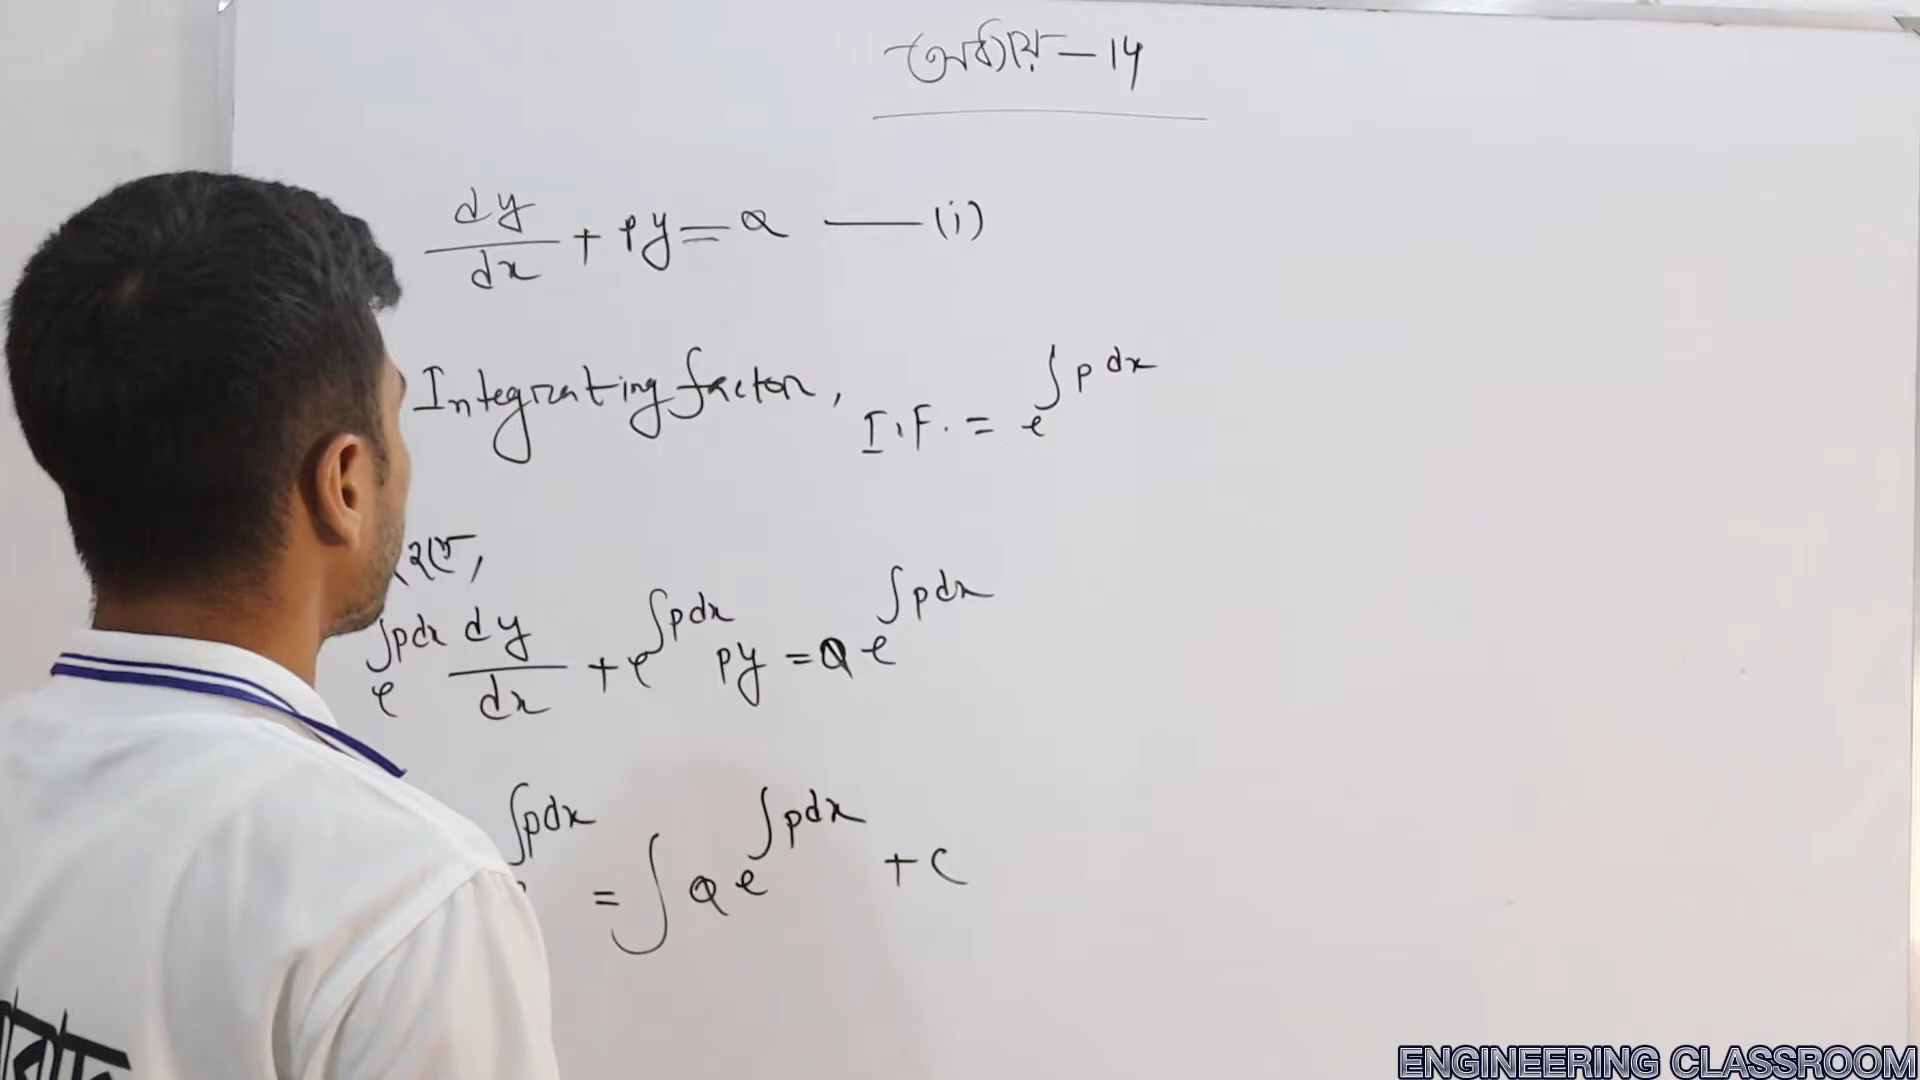 অধ্যায় – 14
dy/dx + py = Q —— (i)
Integrating factor, I.F. = e^∫p dx
e^∫pdx dy/dx + e^∫pdx py = Q e^∫pdx
∫pdx = ∫ Q e^∫pdx + c
ENGINEERING CLASSROOM